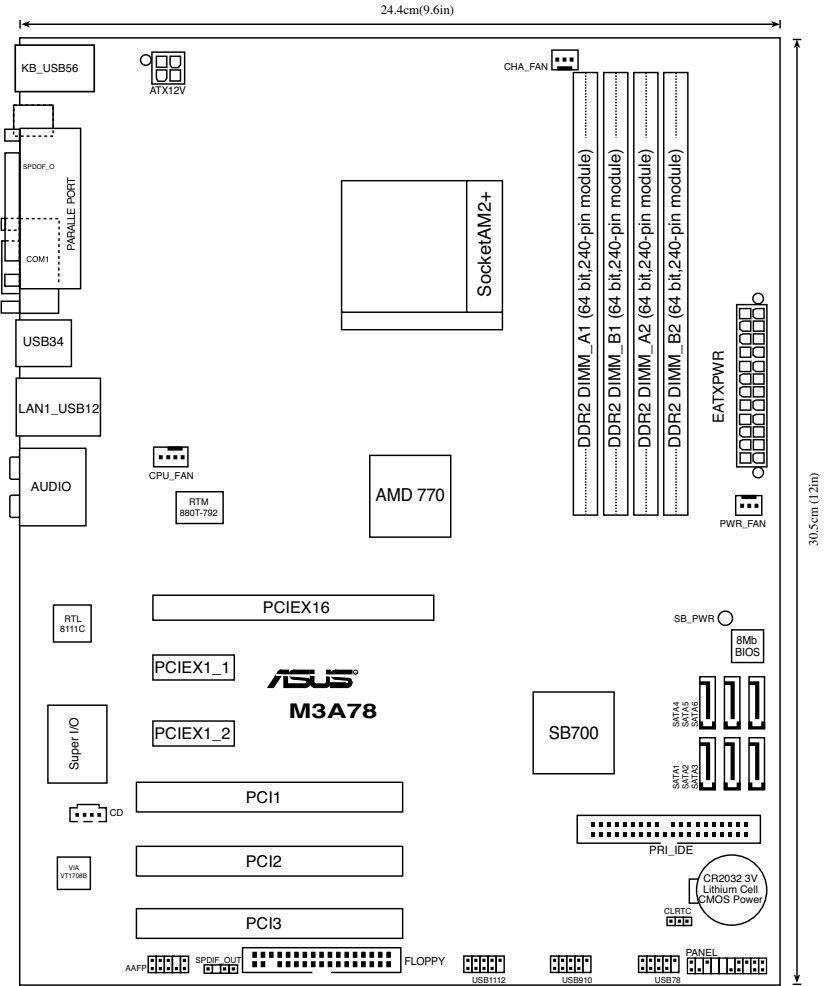 24.4cm(9.6in)
KB_USB56
ATX12V
CHA_FAN
SPDOF_O
PARALLE PORT
COM1
SocketAM2+
DDR2 DIMM_A1 (64 bit,240-pin module)
DDR2 DIMM_B1 (64 bit,240-pin module)
DDR2 DIMM_A2 (64 bit,240-pin module)
DDR2 DIMM_B2 (64 bit,240-pin module)
EATXPWR
USB34
LAN1_USB12
CPU_FAN
AUDIO
RTM
880T-792
AMD 770
PWR_FAN
30.5cm (12in)
PCIEX16
RTL
8111C
SB_PWR
8Mb
BIOS
PCIEX1_1
ASUS
M3A78
SATA4
SATA5
SATA6
Super I/O
PCIEX1_2
SB700
SATA1
SATA2
SATA3
PCI1
CD
PRI_IDE
PCI2
VIA
VT1708B
CR2032 3V
Lithium Cell
CMOS Power
CLRTC
PCI3
AAFP
SPDIF_OUT
FLOPPY
USB1112
USB910
USB78
PANEL